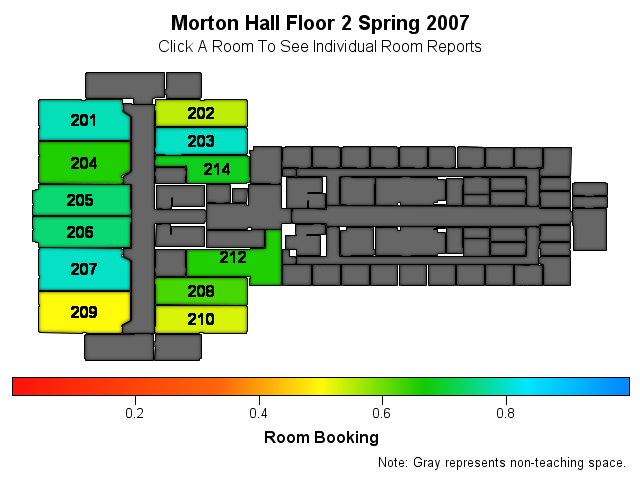 Morton Hall Floor 2 Spring 2007
Click A Room To See Individual Room Reports
201
202
203
204
214
205
206
207
212
208
209
210
0.2 0.4 0.6 0.8
Room Booking
Note: Gray represents non-teaching space.